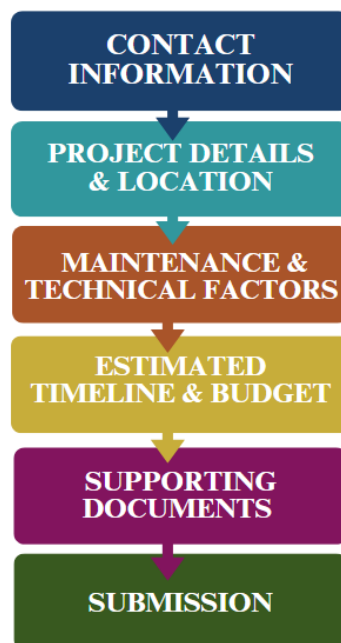 CONTACT
INFORMATION
PROJECT DETAILS
& LOCATION
MAINTENANCE &
TECHNICAL FACTORS
ESTIMATED
TIMELINE & BUDGET
SUPPORTING
DOCUMENTS
SUBMISSION